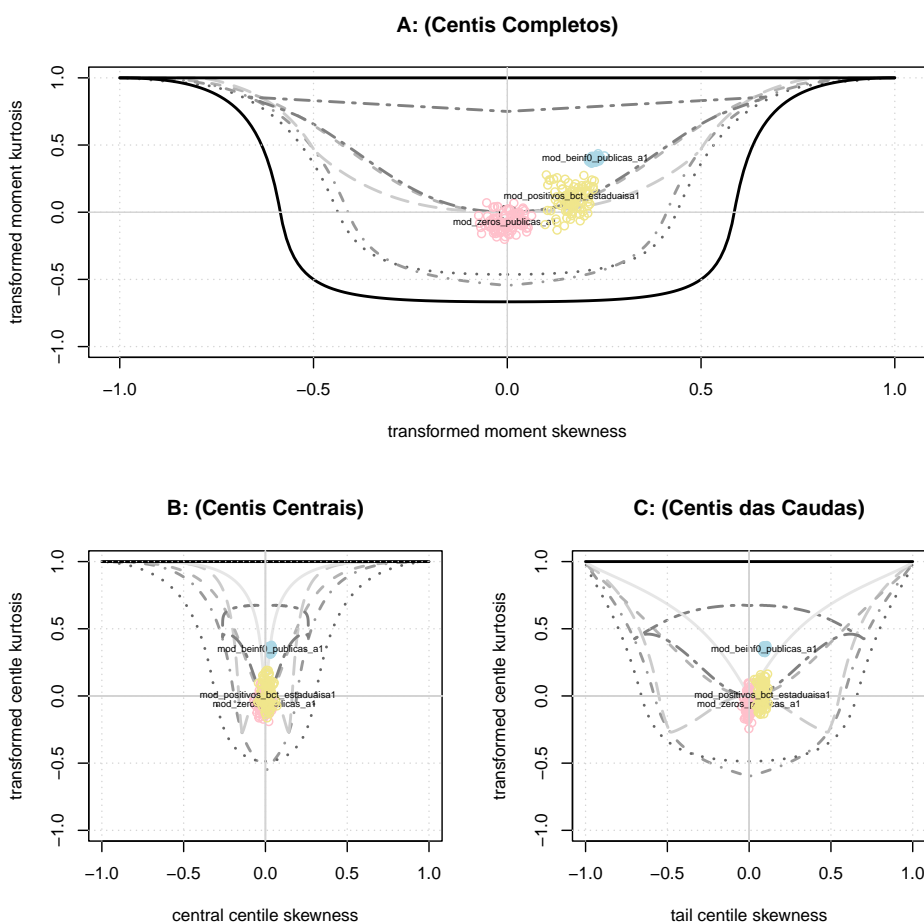 A: (Centis Completos)
transformed moment kurtosis
1.0
0.5
0.0
−0.5
−1.0
mod_beinf0_publicas_a1
mod_positivos_bct_estaduaisa1
mod_zeros_publicas_a1
−1.0 −0.5 0.0 0.5 1.0
transformed moment skewness
B: (Centis Centrais)
transformed centile kurtosis
1.0
0.5
0.0
−0.5
−1.0
mod_beinf0_publicas_a1
mod_positivos_bct_estaduaisa1
mod_zeros_publicas_a1
−1.0 −0.5 0.0 0.5 1.0
central centile skewness
C: (Centis das Caudas)
transformed centile kurtosis
1.0
0.5
0.0
−0.5
−1.0
mod_beinf0_publicas_a1
mod_positivos_bct_estaduaisa1
mod_zeros_publicas_a1
−1.0 −0.5 0.0 0.5 1.0
tail centile skewness